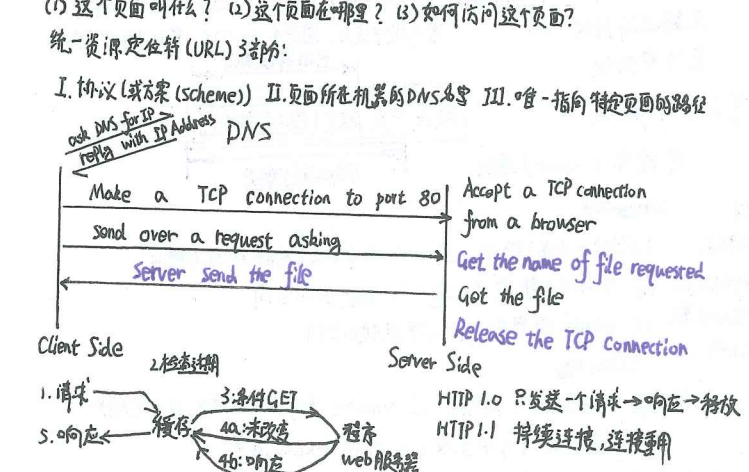 (1) 这个页面叫什么? (2) 这个页面在哪里? (3) 如何访问这个页面?
统一资源定位符 (URL) 3部分:
I. 协议 (或方案 (scheme)) II. 页面所在机器的DNS名字 III. 唯一指向特定页面的路径
ask DNS for IP
reply with IP Address
DNS
Make a TCP connection to port 80
Accept a TCP connection
from a browser
Send over a request asking
Get the name of file requested
Server send the file
Got the file
Release the TCP connection
Client Side
Server Side
2.检查过期
1.请求
3:条件GET
HTTP 1.0 只发送一个请求→响应→释放
5.响应
缓存
4a:未改变
程序
HTTP 1.1 持续连接,连接重用
4b:响应
web服务器